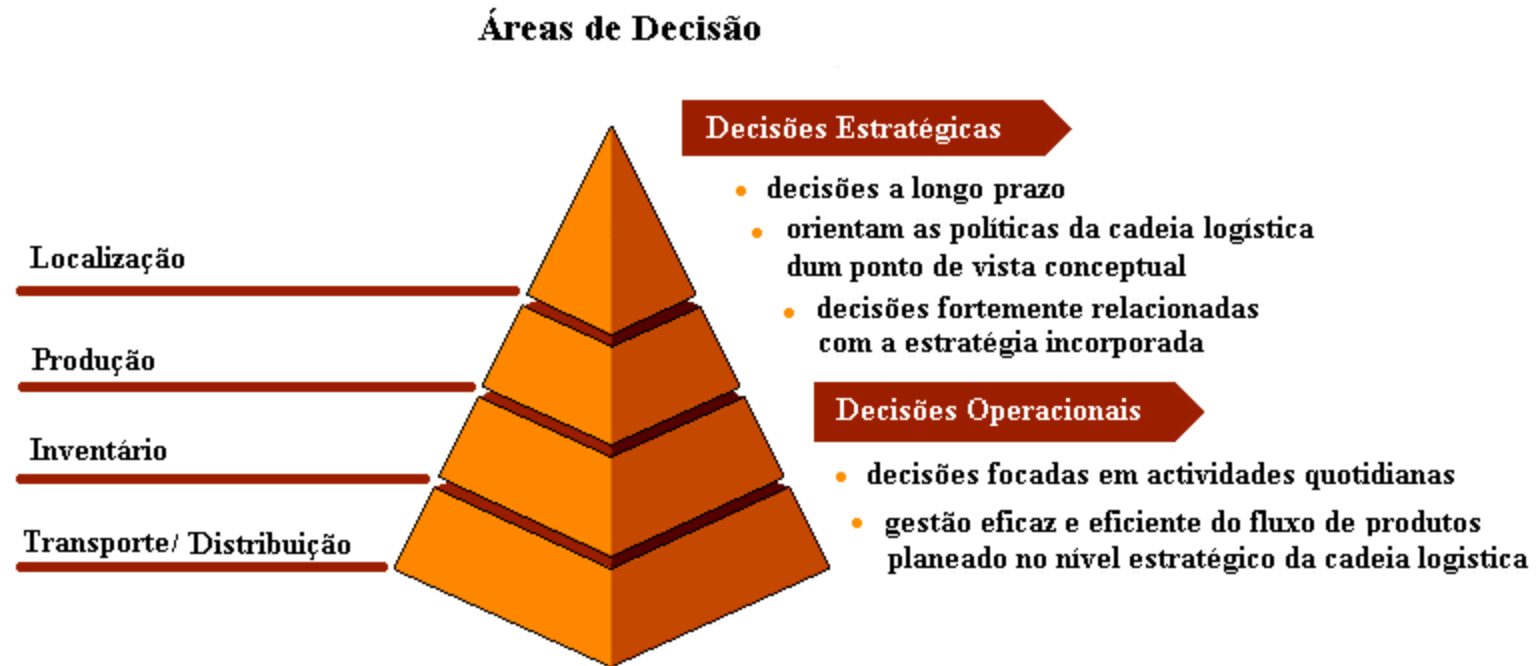 Áreas de Decisão
Decisões Estratégicas
decisões a longo prazo
orientam as políticas da cadeia logística
dum ponto de vista conceptual
decisões fortemente relacionadas
com a estratégia incorporada
Localização
Produção
Inventário
Transporte/ Distribuição
Decisões Operacionais
decisões focadas em actividades quotidianas
gestão eficaz e eficiente do fluxo de produtos
planeado no nível estratégico da cadeia logistica